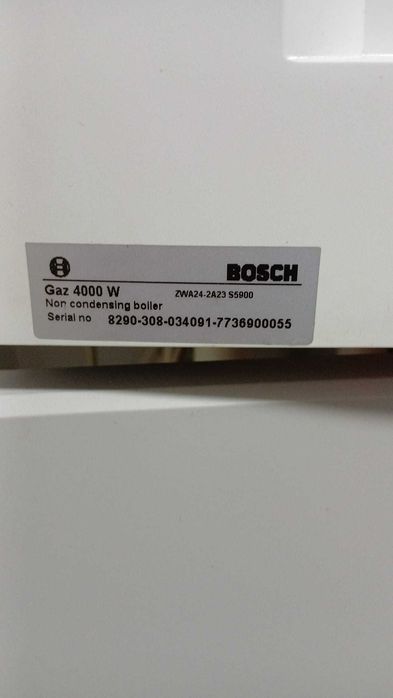 BOSCH
Gaz 4000 W ZWA24-2A23 S5900
Non condensing boiler
Serial no 8290-308-034091-7736900055